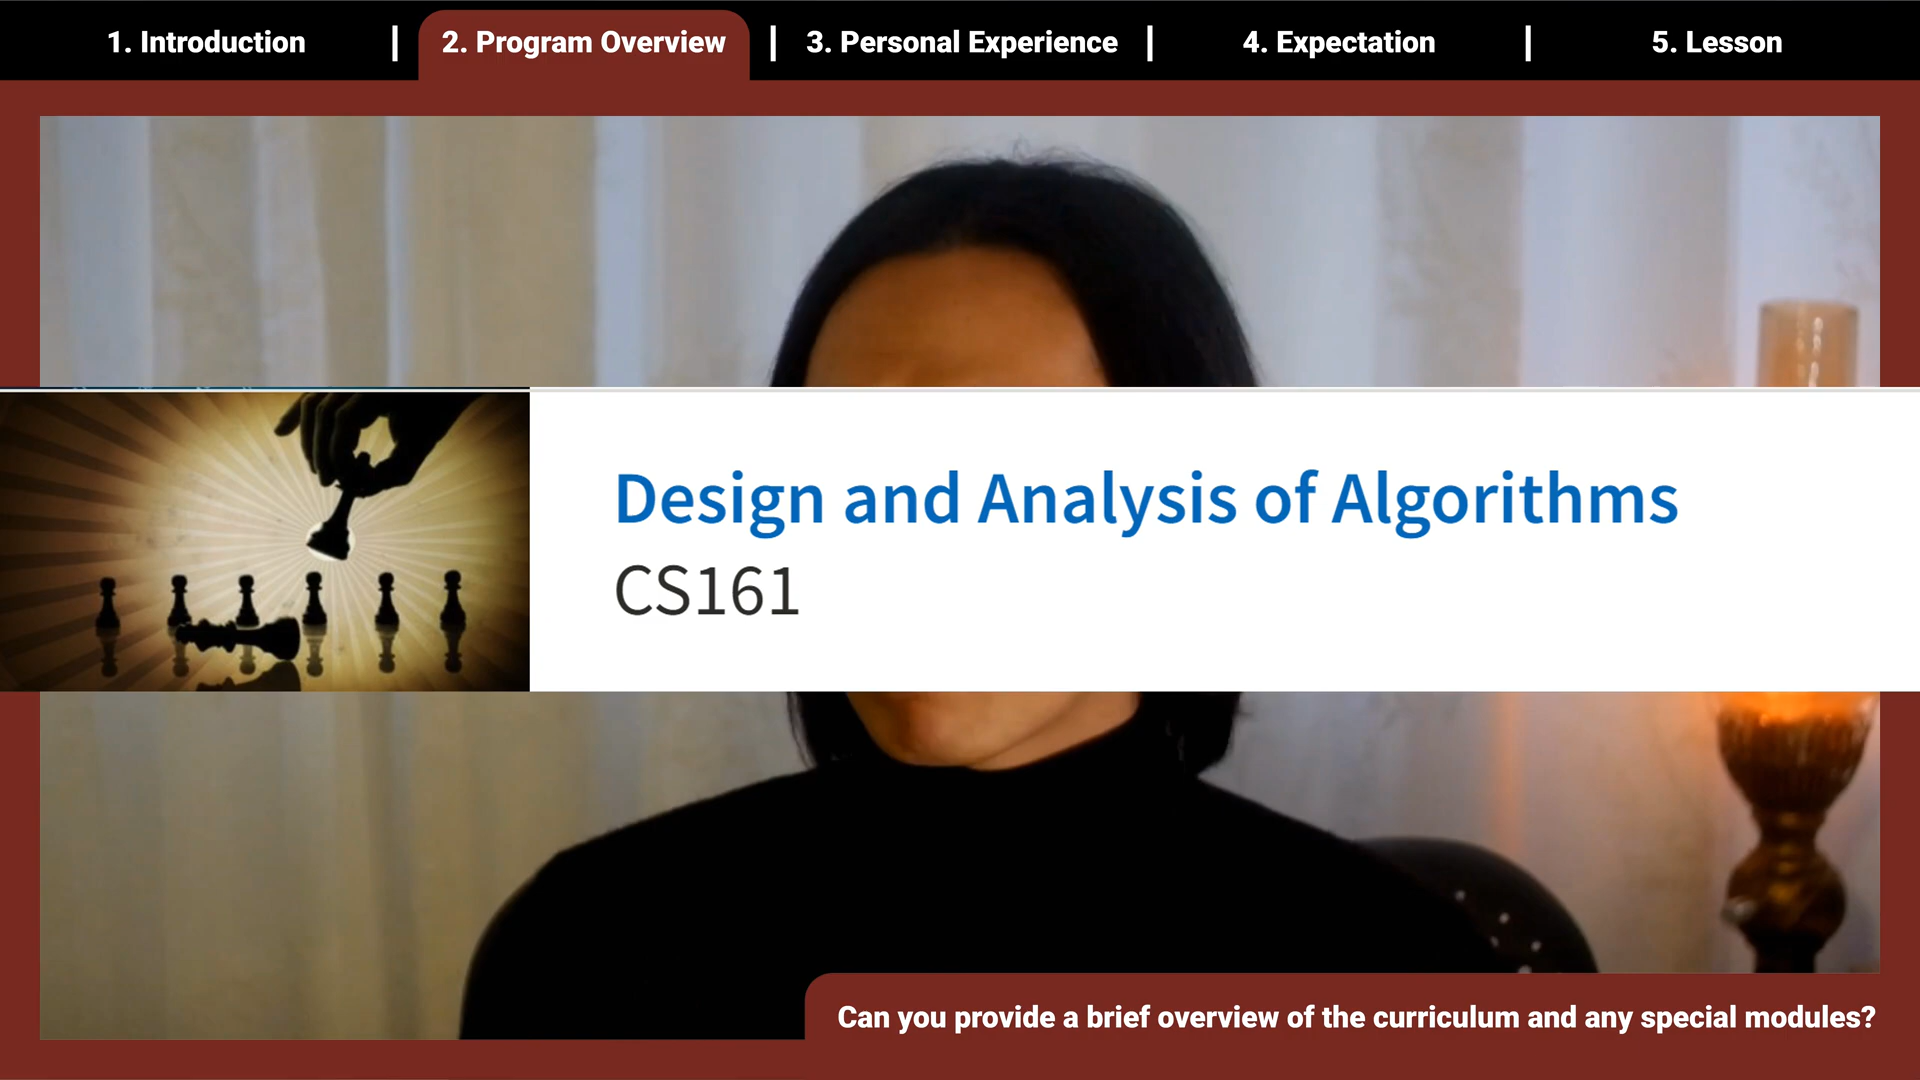 1. Introduction | 2. Program Overview | 3. Personal Experience | 4. Expectation | 5. Lesson
Design and Analysis of Algorithms
CS161
Can you provide a brief overview of the curriculum and any special modules?